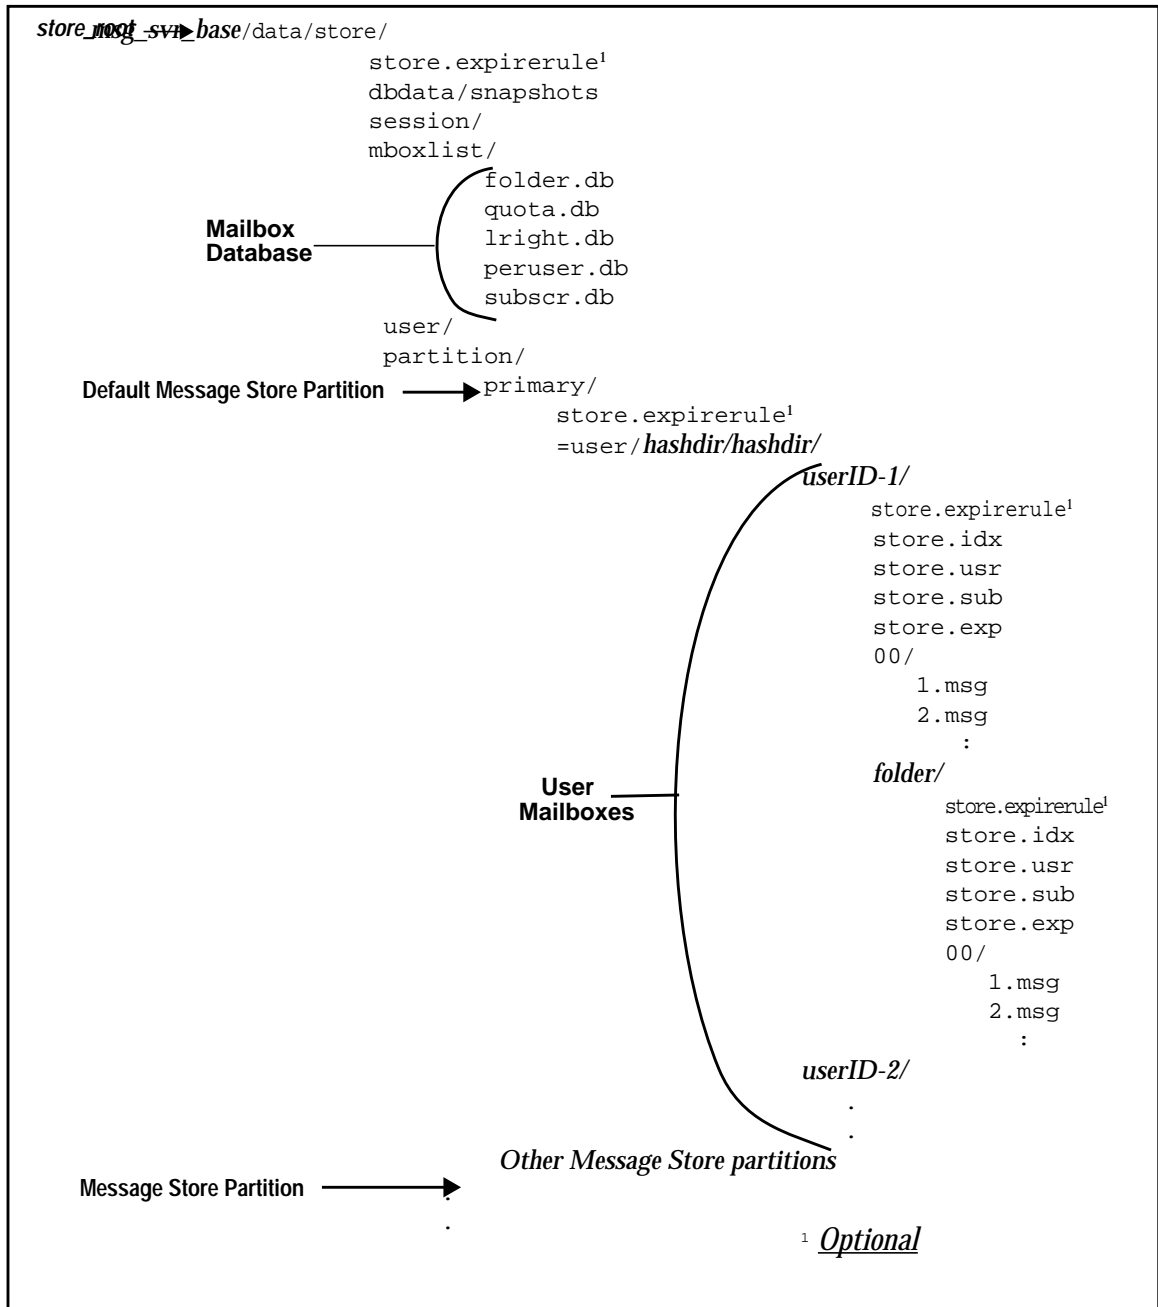 store_root msg_svr_base/data/store/
store.expirerule¹
dbdata/snapshots
session/
mboxlist/
folder.db
quota.db
Mailbox
Database
lright.db
peruser.db
subscr.db
user/
partition/
Default Message Store Partition primary/
store.expirerule¹
=user/hashdir/hashdir/
userID-1/
store.expirerule¹
store.idx
store.usr
store.sub
store.exp
00/
1.msg
2.msg
:
folder/
User
Mailboxes
store.expirerule¹
store.idx
store.usr
store.sub
store.exp
00/
1.msg
2.msg
:
userID-2/
.
.
Other Message Store partitions
Message Store Partition
.
.
¹ Optional